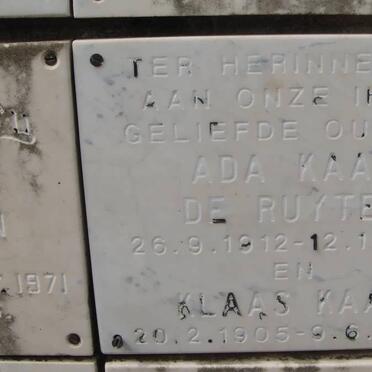 TER HERINNE
AAN ONZE
GELIEFDE OU
ADA KAA
DE RUYTE
26.9.1912-12.1
EN
KLAAS KAA
20.2.1905-9.6.
1971